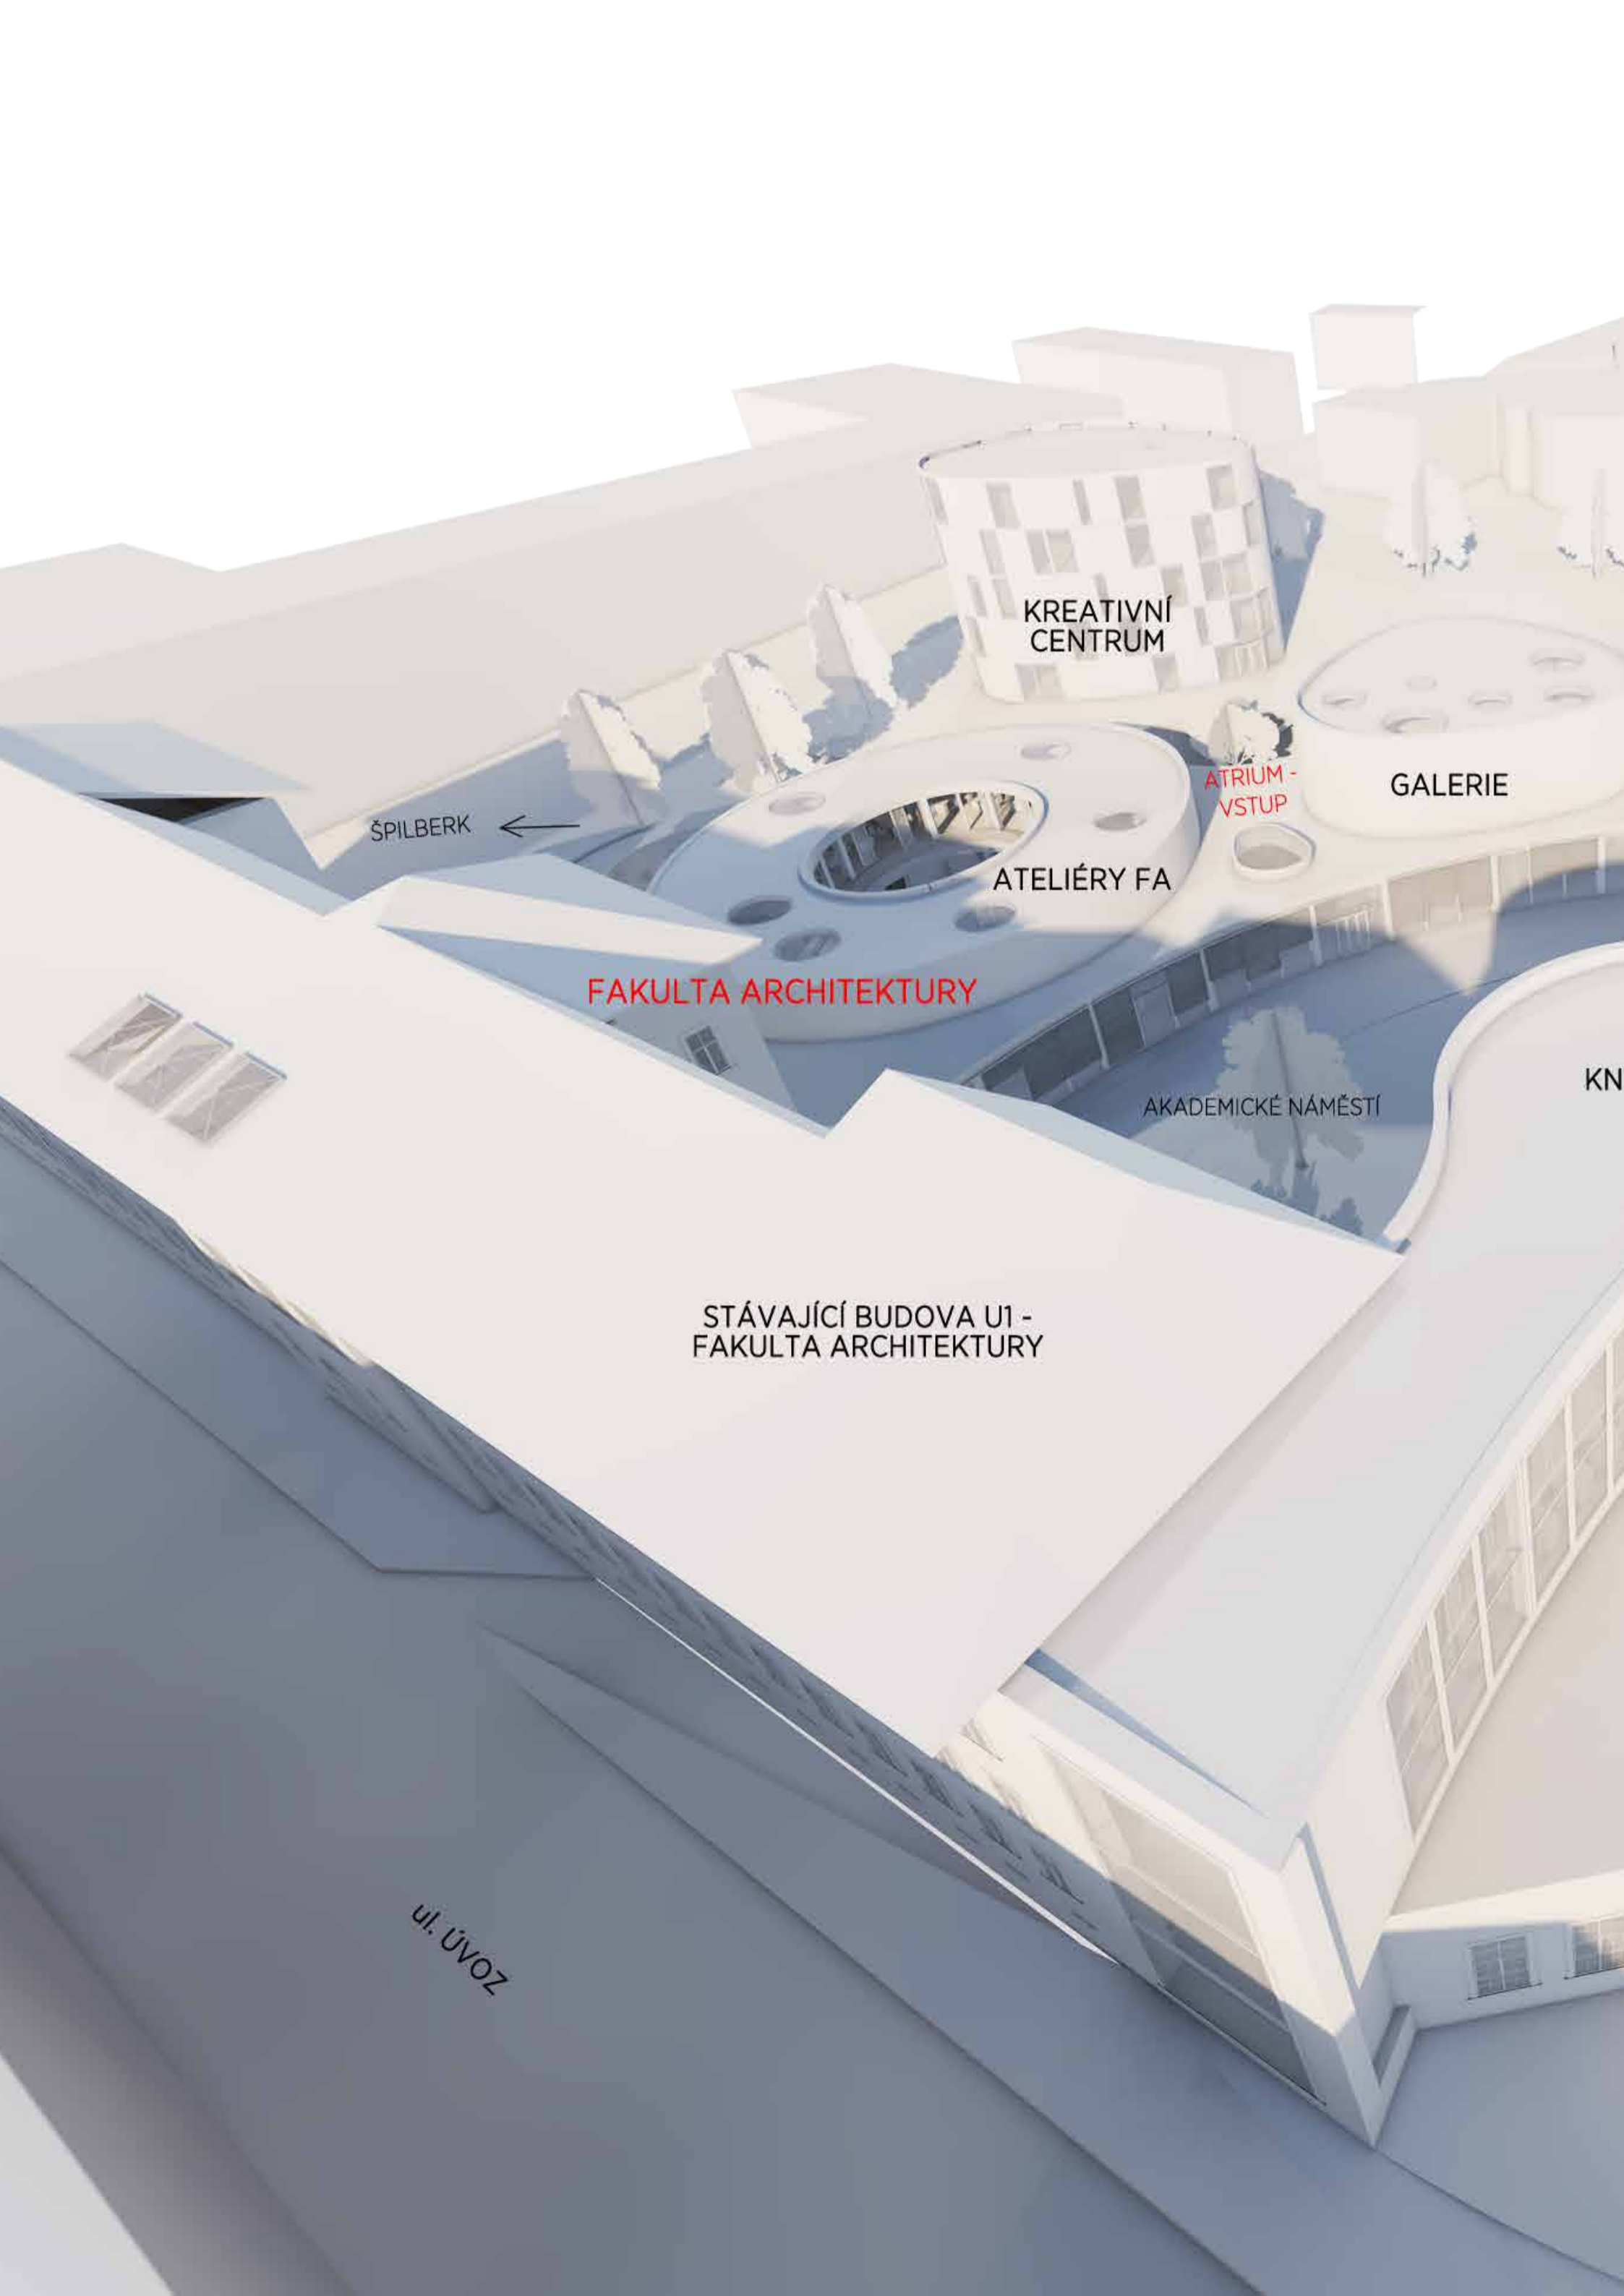 KREATIVNÍ
CENTRUM
ATRIUM -
VSTUP
GALERIE
ŠPILBERK
ATELIÉRY FA
FAKULTA ARCHITEKTURY
KN
AKADEMICKÉ NÁMĚSTÍ
STÁVAJÍCÍ BUDOVA U1 -
FAKULTA ARCHITEKTURY
ul. ÚVOZ